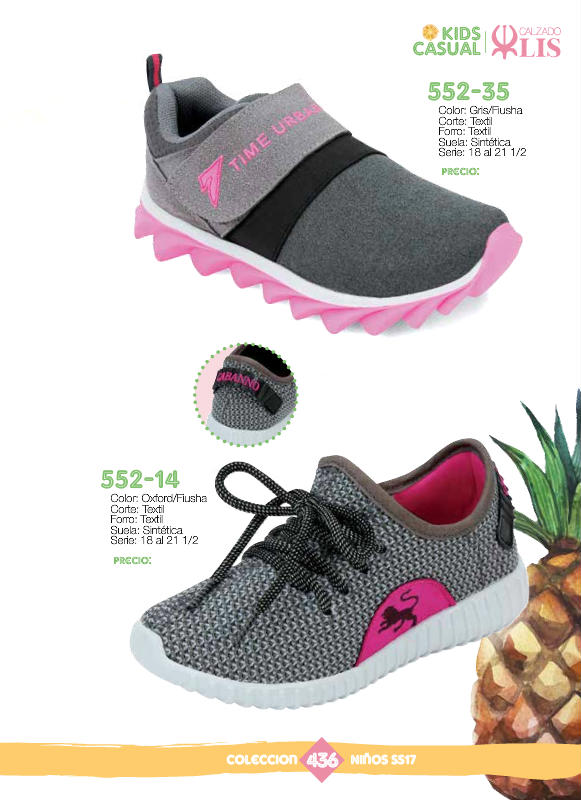 KIDS
CASUAL
CALZADO
LIS
552-35
Color: Gris/Fiusha
Corte: Textil
Forro: Textil
Suela: Sintética
Serie: 18 al 21 1/2
PRECIO:
TIME URBAN
CABANNO
552-14
Color: Oxford/Fiusha
Corte: Textil
Forro: Textil
Suela: Sintética
Serie: 18 al 21 1/2
PRECIO:
COLECCION 436 NIÑOS SS17